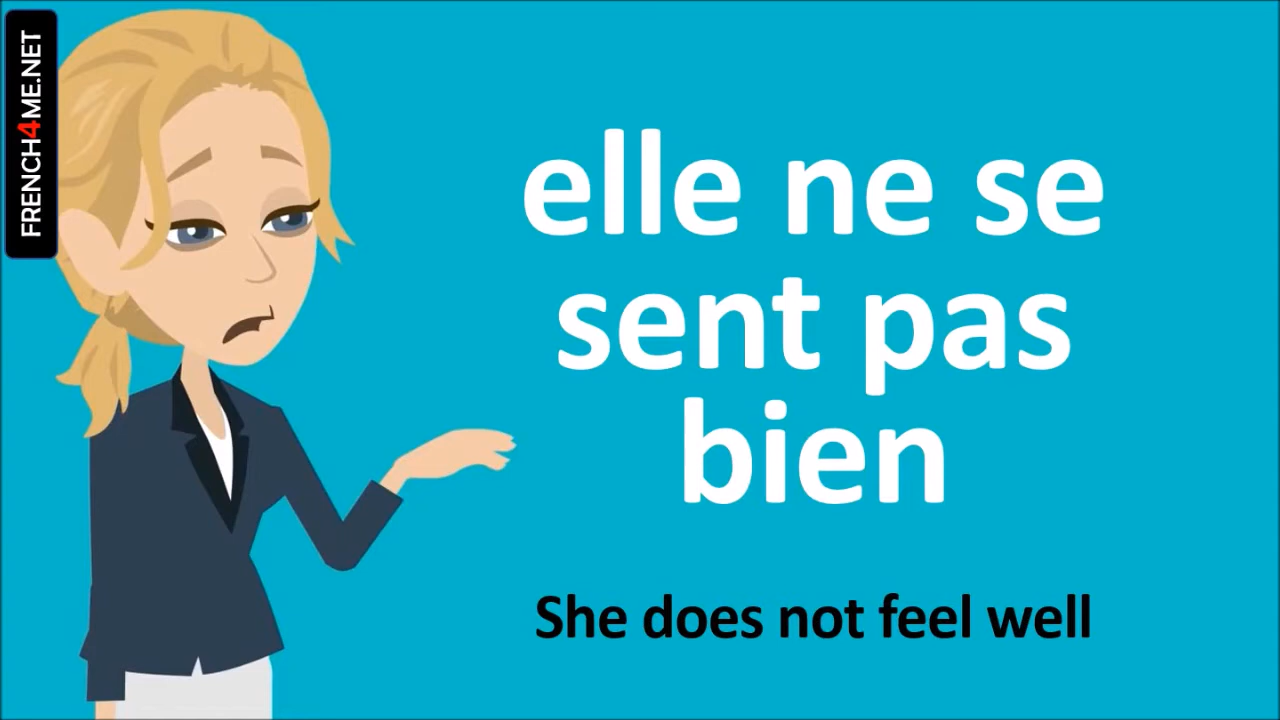 FRENCH4ME.NET
elle ne se
sent pas
bien
She does not feel well